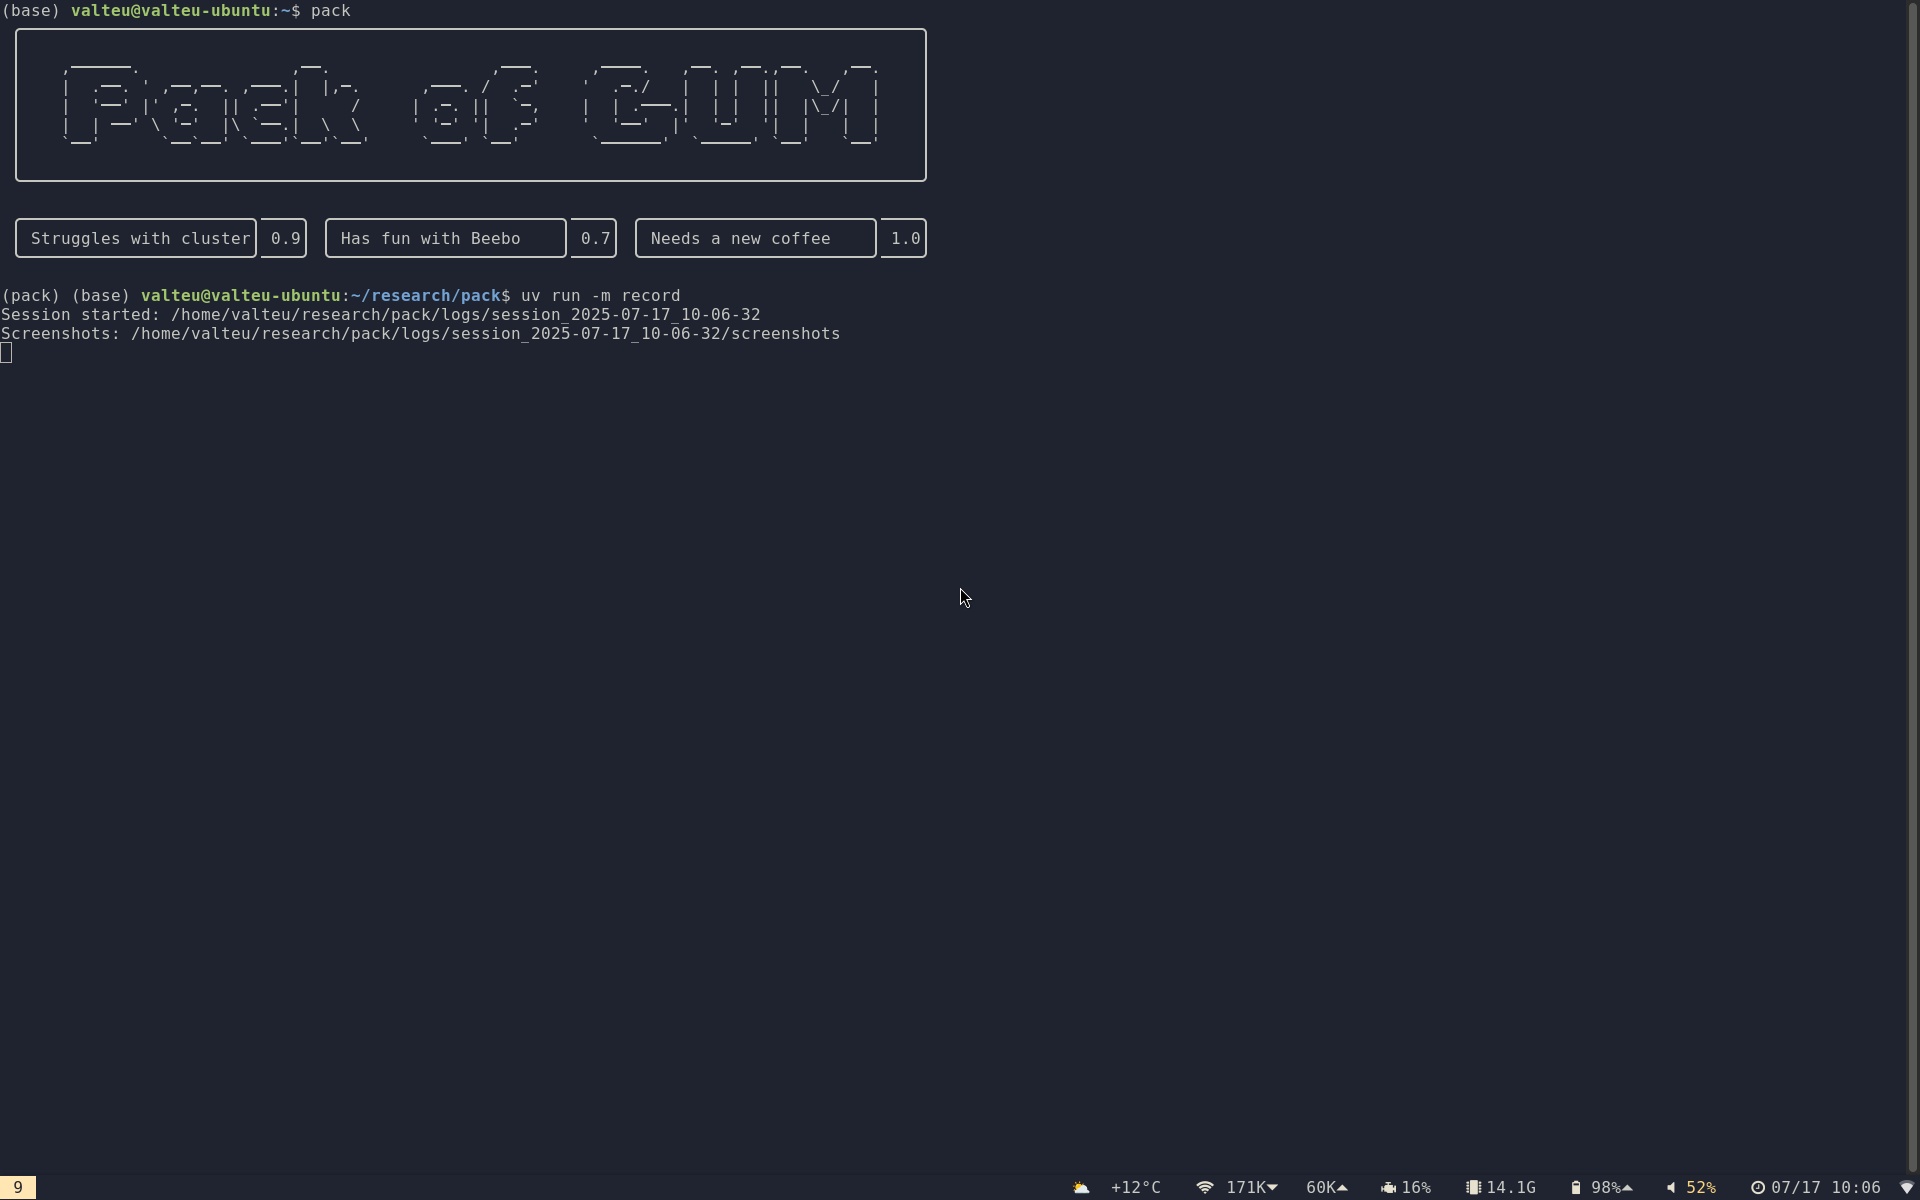 (base) valteu@valteu-ubuntu:~$ pack
Pack of GUM
Struggles with cluster 0.9 Has fun with Beebo 0.7 Needs a new coffee 1.0
(pack) (base) valteu@valteu-ubuntu:~/research/pack$ uv run -m record
Session started: /home/valteu/research/pack/logs/session_2025-07-17_10-06-32
Screenshots: /home/valteu/research/pack/logs/session_2025-07-17_10-06-32/screenshots
9 +12°C 171K 60K 16% 14.1G 98% 52% 07/17 10:06